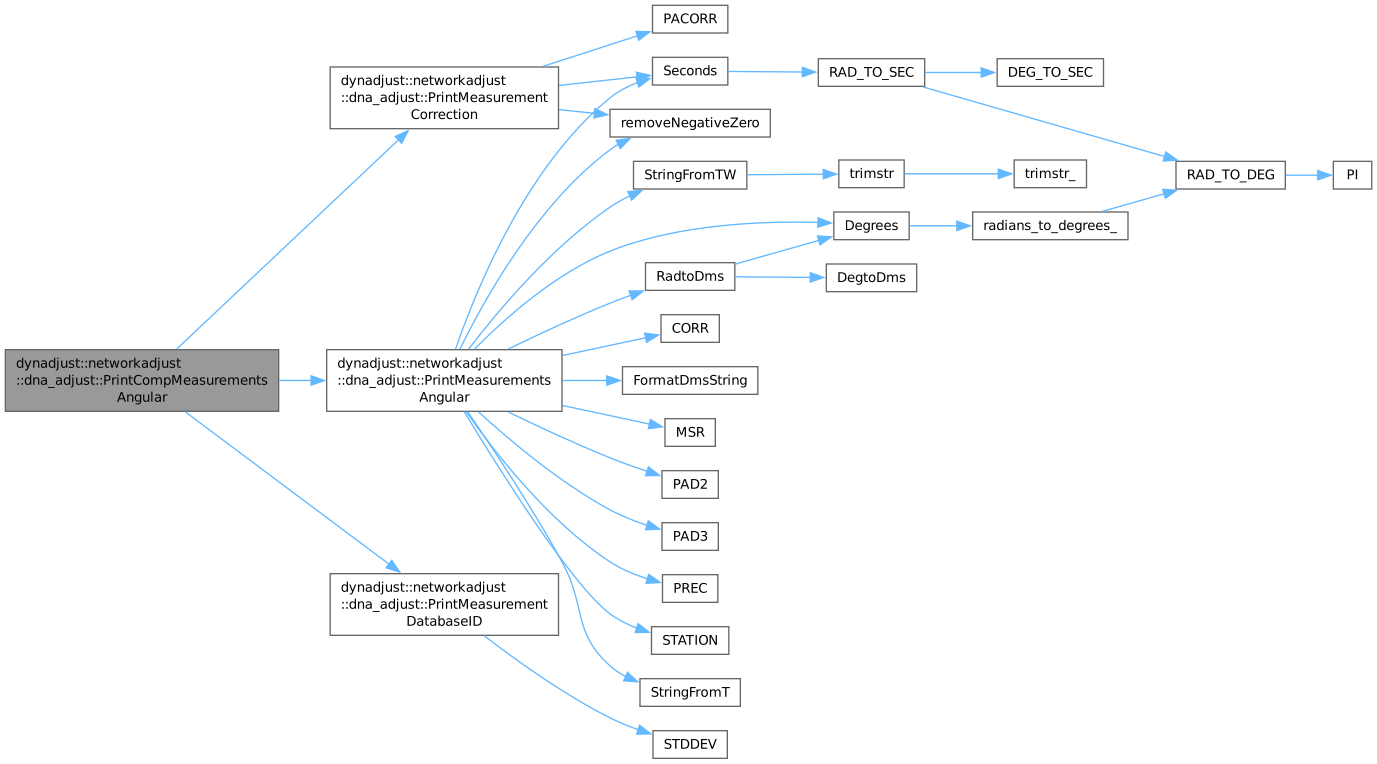 PACORR
dynadjust::networkadjust
::dna_adjust::PrintMeasurement
Correction
Seconds
RAD_TO_SEC
DEG_TO_SEC
removeNegativeZero
StringFromTW
trimstr
trimstr_
RAD_TO_DEG
PI
Degrees
radians_to_degrees_
RadtoDms
DegtoDms
CORR
dynadjust::networkadjust
::dna_adjust::PrintCompMeasurements
Angular
dynadjust::networkadjust
::dna_adjust::PrintMeasurements
Angular
FormatDmsString
MSR
PAD2
PAD3
PREC
dynadjust::networkadjust
::dna_adjust::PrintMeasurement
DatabaseID
STATION
StringFromT
STDDEV